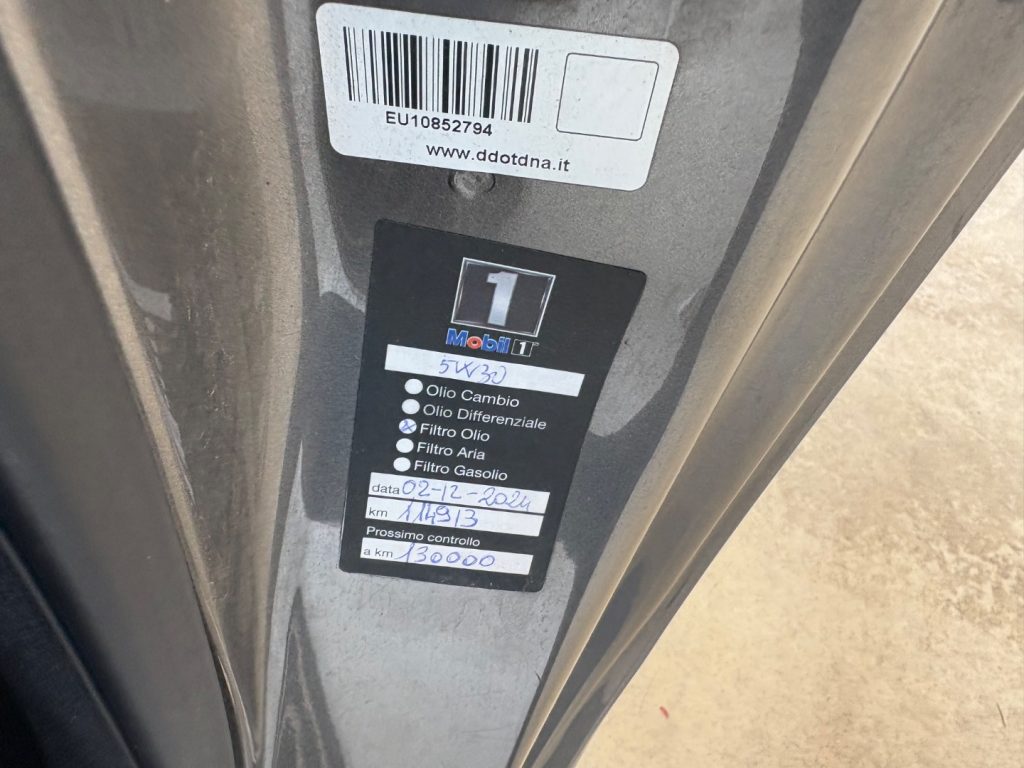 EU10852794
www.ddotdna.it
1
Mobil 1
5W30
Olio Cambio
Olio Differenziale
Filtro Olio
Filtro Aria
Filtro Gasolio
data 02-12-2024
km 114913
Prossimo controllo
a km 130000